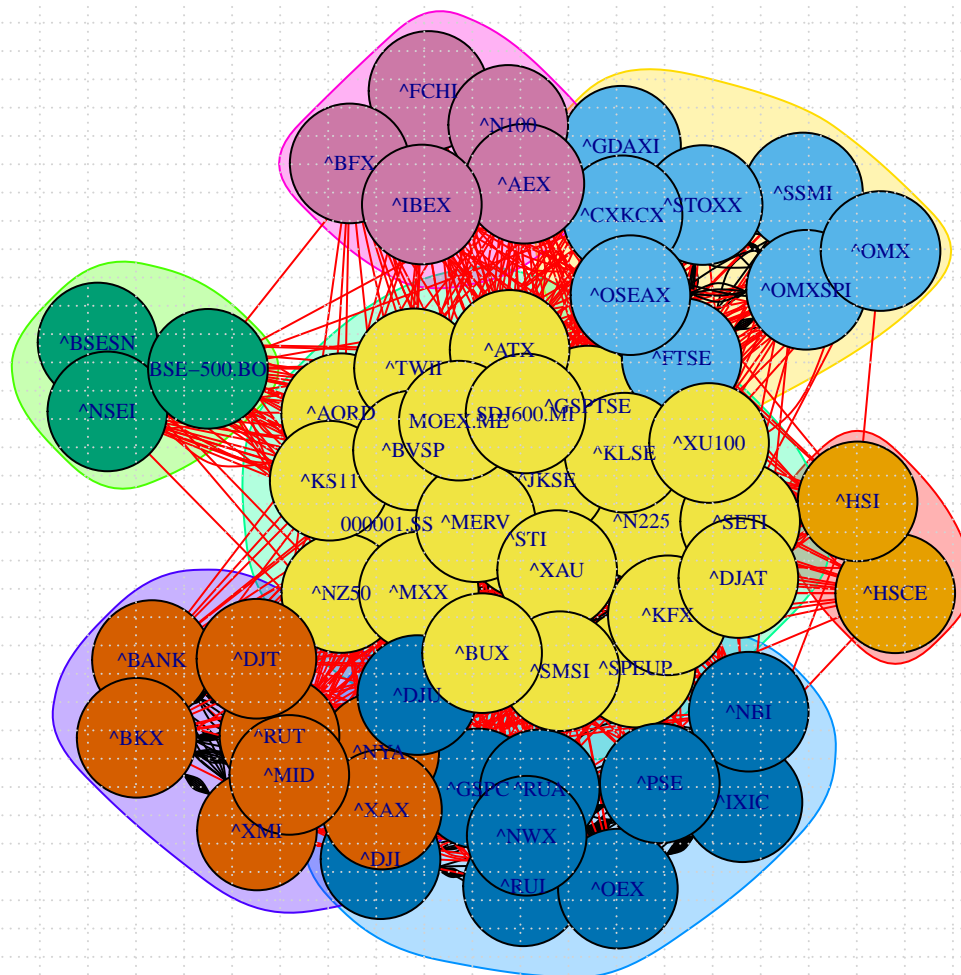 ^FCHI
^N100
^GDAXI
^BFX
^AEX
^SSMI
^IBEX
^CXKCX
^STOXX
^OMX
^OSEAX
^OMXSPI
^BSESN
^TWII
^ATX
^FTSE
BSE-500.BO
^NSEI
^AORD
MOEX.ME
SDJ600.MI
^GSPTSE
^BVSP
^KLSE
^XU100
^KS11
^JKSE
^HSI
000001.SS
^MERV
^STI
^N225
^SETI
^XAU
^DJAT
^NZ50
^MXX
^KFX
^HSCE
^BANK
^DJT
^BUX
^SMSI
^SPEUP
^DJU
^NBI
^BKX
^RUT
^NYA
^MID
^GSPC
^RUA
^PSE
^IXIC
^XMI
^XAX
^NWX
^DJI
^RUI
^OEX